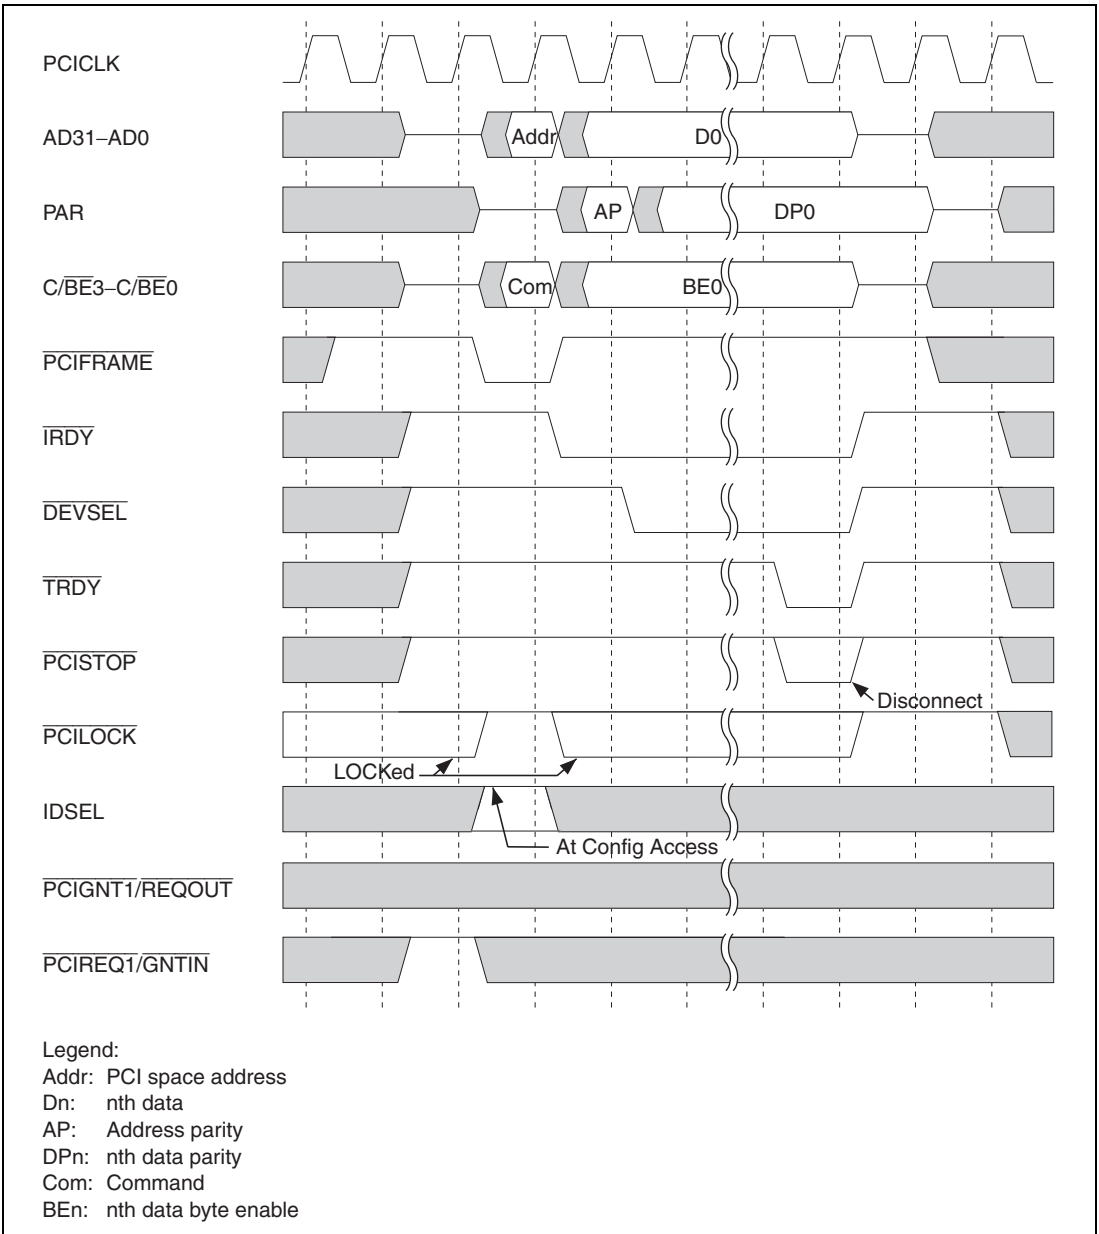 PCICLK
AD31–AD0
Addr
D0
PAR
AP
DP0
C/BE3–C/BE0
Com
BE0
PCIFRAME
IRDY
DEVSEL
TRDY
PCISTOP
Disconnect
PCILOCK
LOCKed
IDSEL
At Config Access
PCIGNT1/REQOUT
PCIREQ1/GNTIN
Legend:
Addr: PCI space address
Dn: nth data
AP: Address parity
DPn: nth data parity
Com: Command
BEn: nth data byte enable